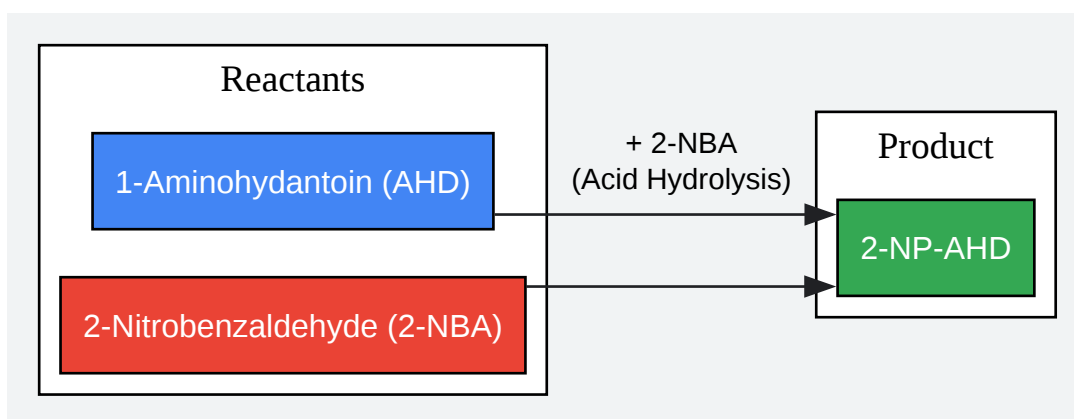 Reactants
1-Aminohydantoin (AHD)
2-Nitrobenzaldehyde (2-NBA)
+ 2-NBA
(Acid Hydrolysis)
Product
2-NP-AHD